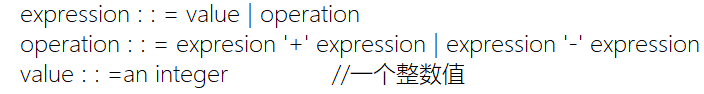 expression : : = value | operation
operation : : = expresion '+' expression | expression '-' expression
value : : =an integer //一个整数值